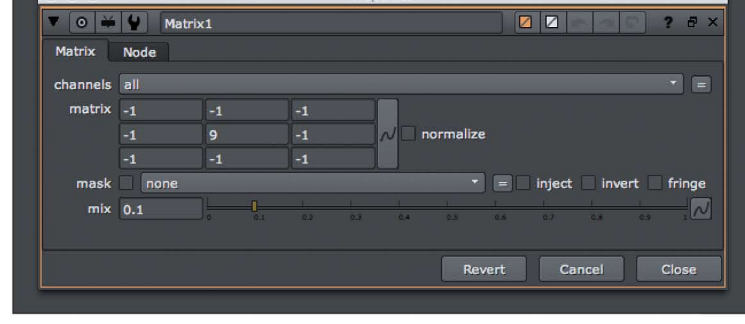 Matrix1 ?
Matrix Node
channels all =
matrix -1 -1 -1
-1 9 -1 normalize
-1 -1 -1
mask none = inject invert fringe
mix 0.1
0 0.1 0.2 0.3 0.4 0.5 0.6 0.7 0.8 0.9 1
Revert Cancel Close